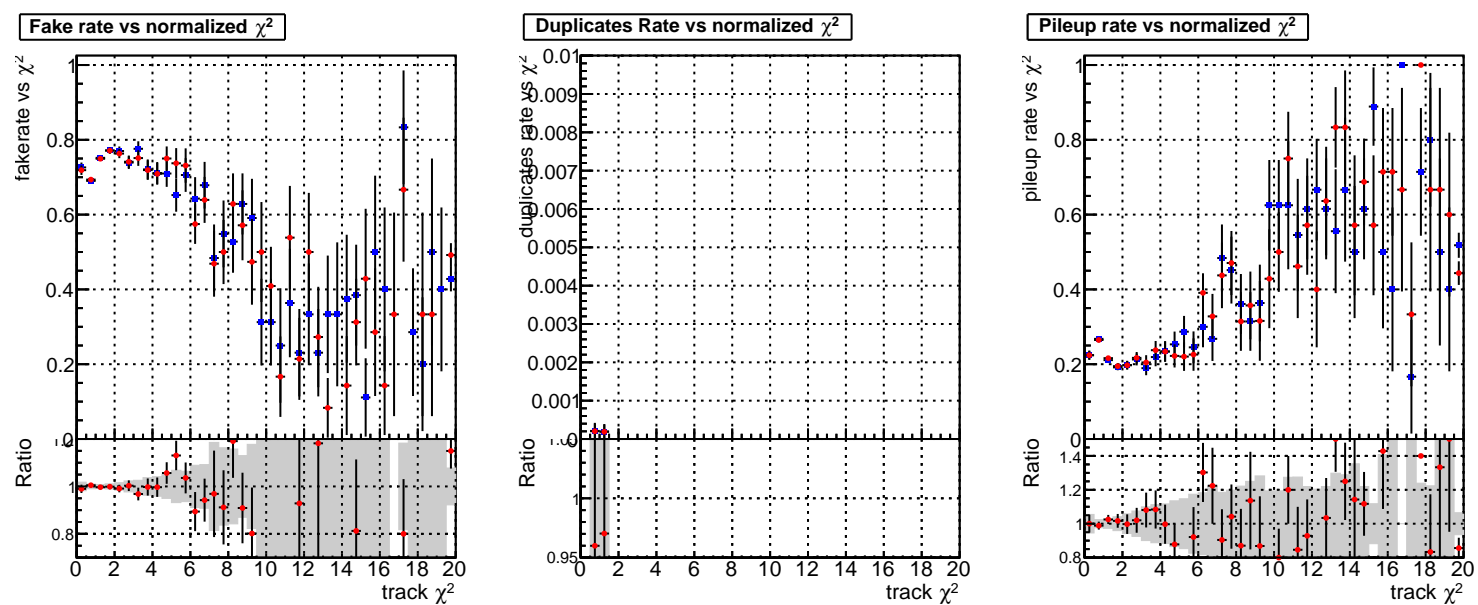 Fake rate vs normalized χ²
fakerate vs χ²
1
0.8
0.6
0.4
0.2
0
Ratio
1
0.8
0 2 4 6 8 10 12 14 16 18 20
track χ²
Duplicates Rate vs normalized χ²
duplicates rate vs χ²
0.01
0.009
0.008
0.007
0.006
0.005
0.004
0.003
0.002
0.001
0
Ratio
1
0.95
0 2 4 6 8 10 12 14 16 18 20
track χ²
Pileup rate vs normalized χ²
pileup rate vs χ²
1
0.8
0.6
0.4
0.2
0
Ratio
1.4
1.2
1
0.8
0 2 4 6 8 10 12 14 16 18 20
track χ²